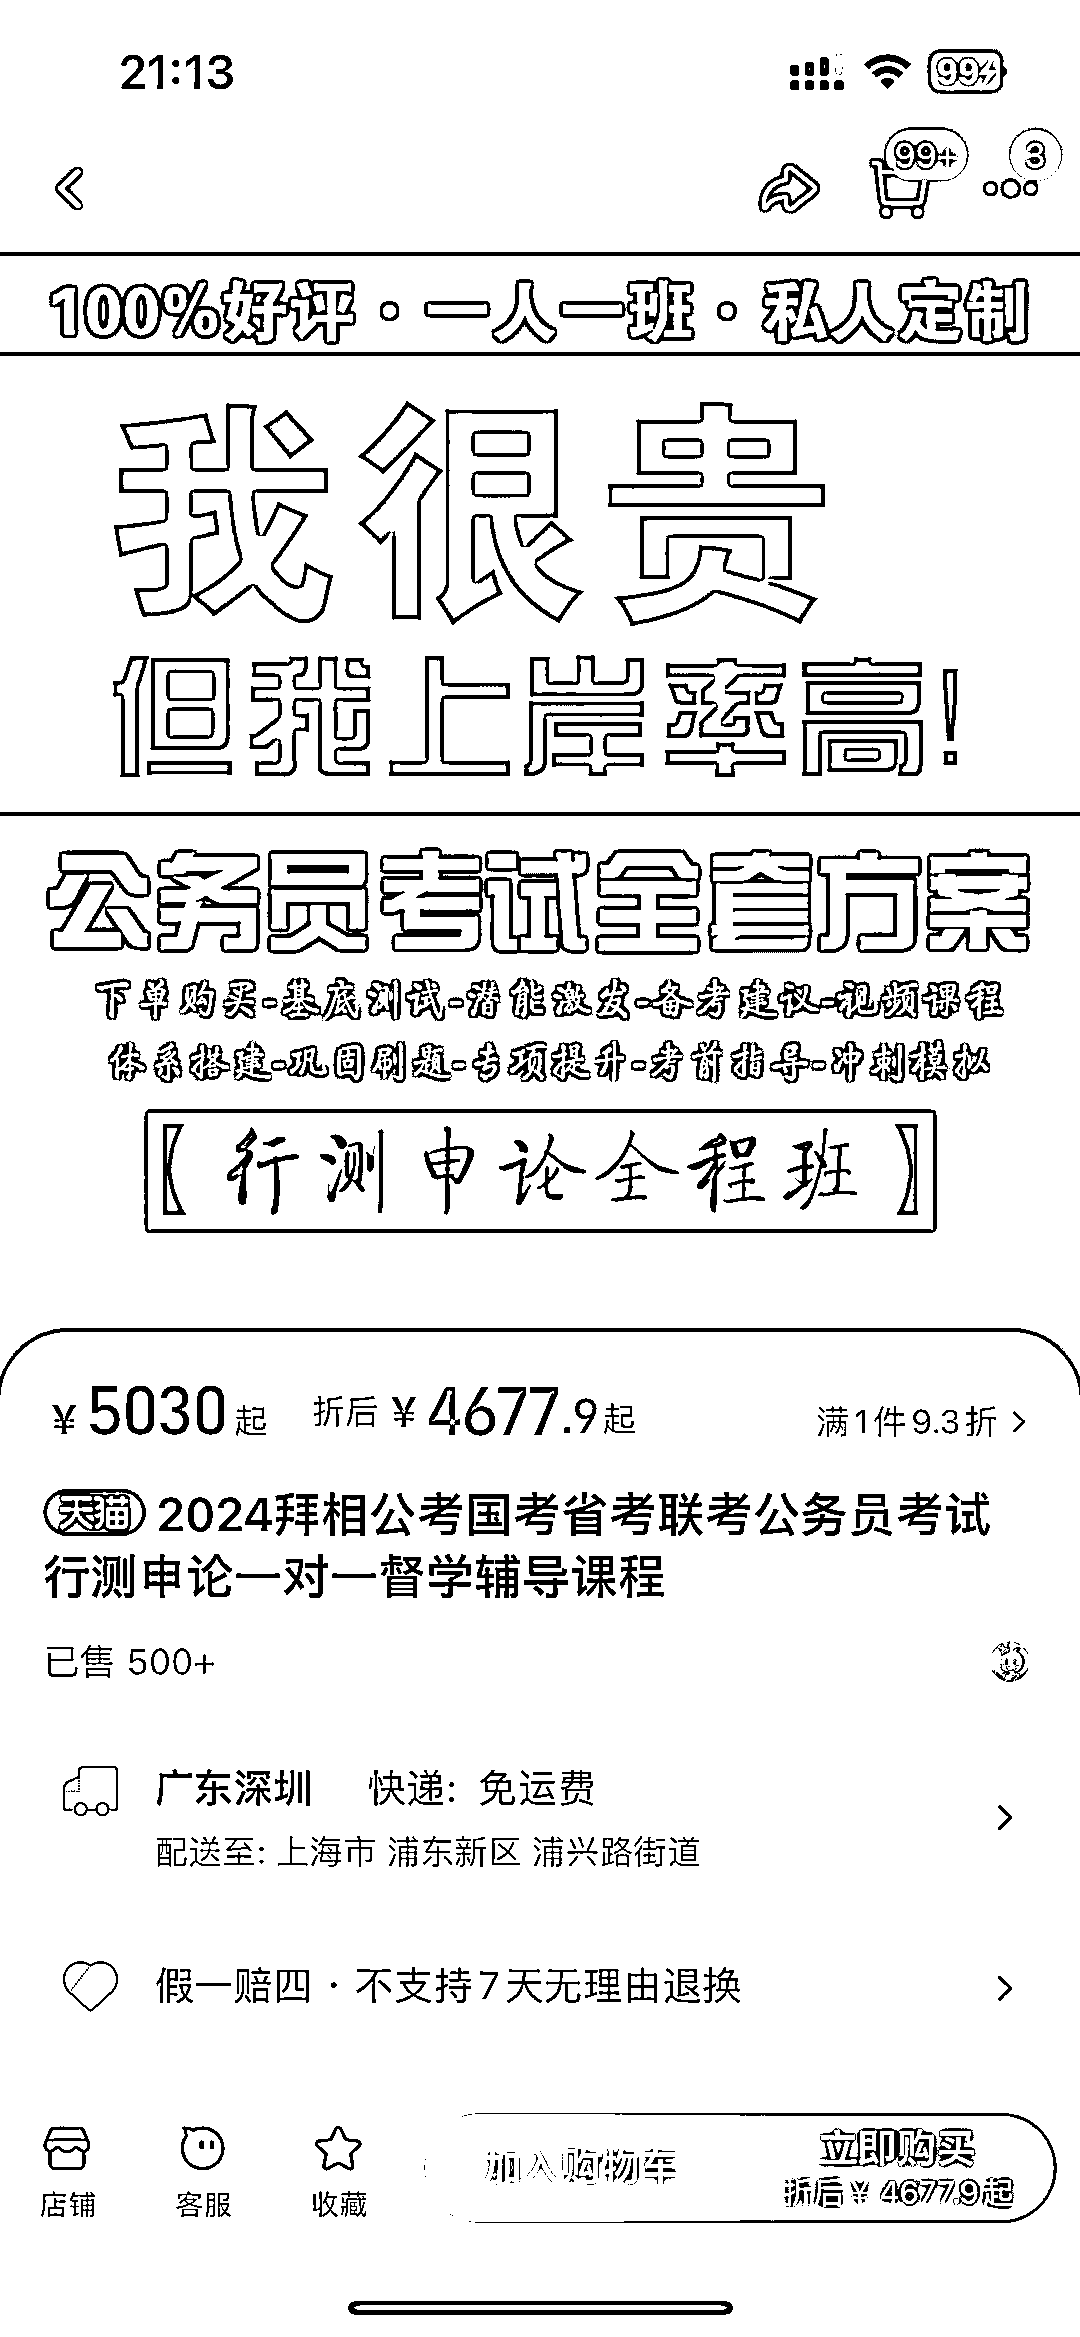 21:13
99
99+
3
100%好评·一人一班·私人定制
我很贵
但我上岸率高!
公务员考试全套方案
下单购买-基底测试-潜能激发-备考建议-视频课程
体系搭建-巩固刷题-专项提升-考前指导-冲刺模拟
【行测申论全程班】
¥5030起 折后¥4677.9起 满1件9.3折
天猫 2024拜相公考国考省考联考公务员考试
行测申论一对一督学辅导课程
已售 500+
广东深圳 快递: 免运费
配送至: 上海市 浦东新区 浦兴路街道
假一赔四 · 不支持7天无理由退换
加入购物车
立即购买
折后¥4677.9起
店铺 客服 收藏